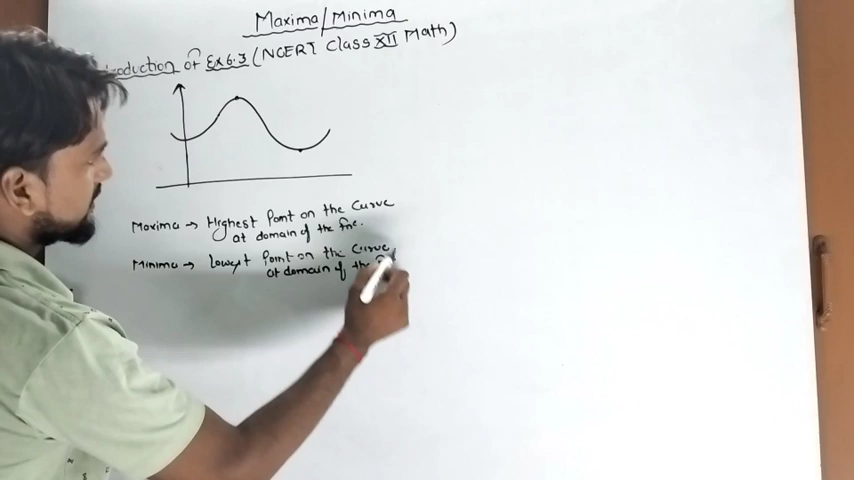 Maxima/Minima
roduction of Ex 6.3 (NCERT Class XII Math)
Maxima → Highest Point on the Curve
at domain of the fnc.
Minima → Lowest Point on the Curve
at domain of the